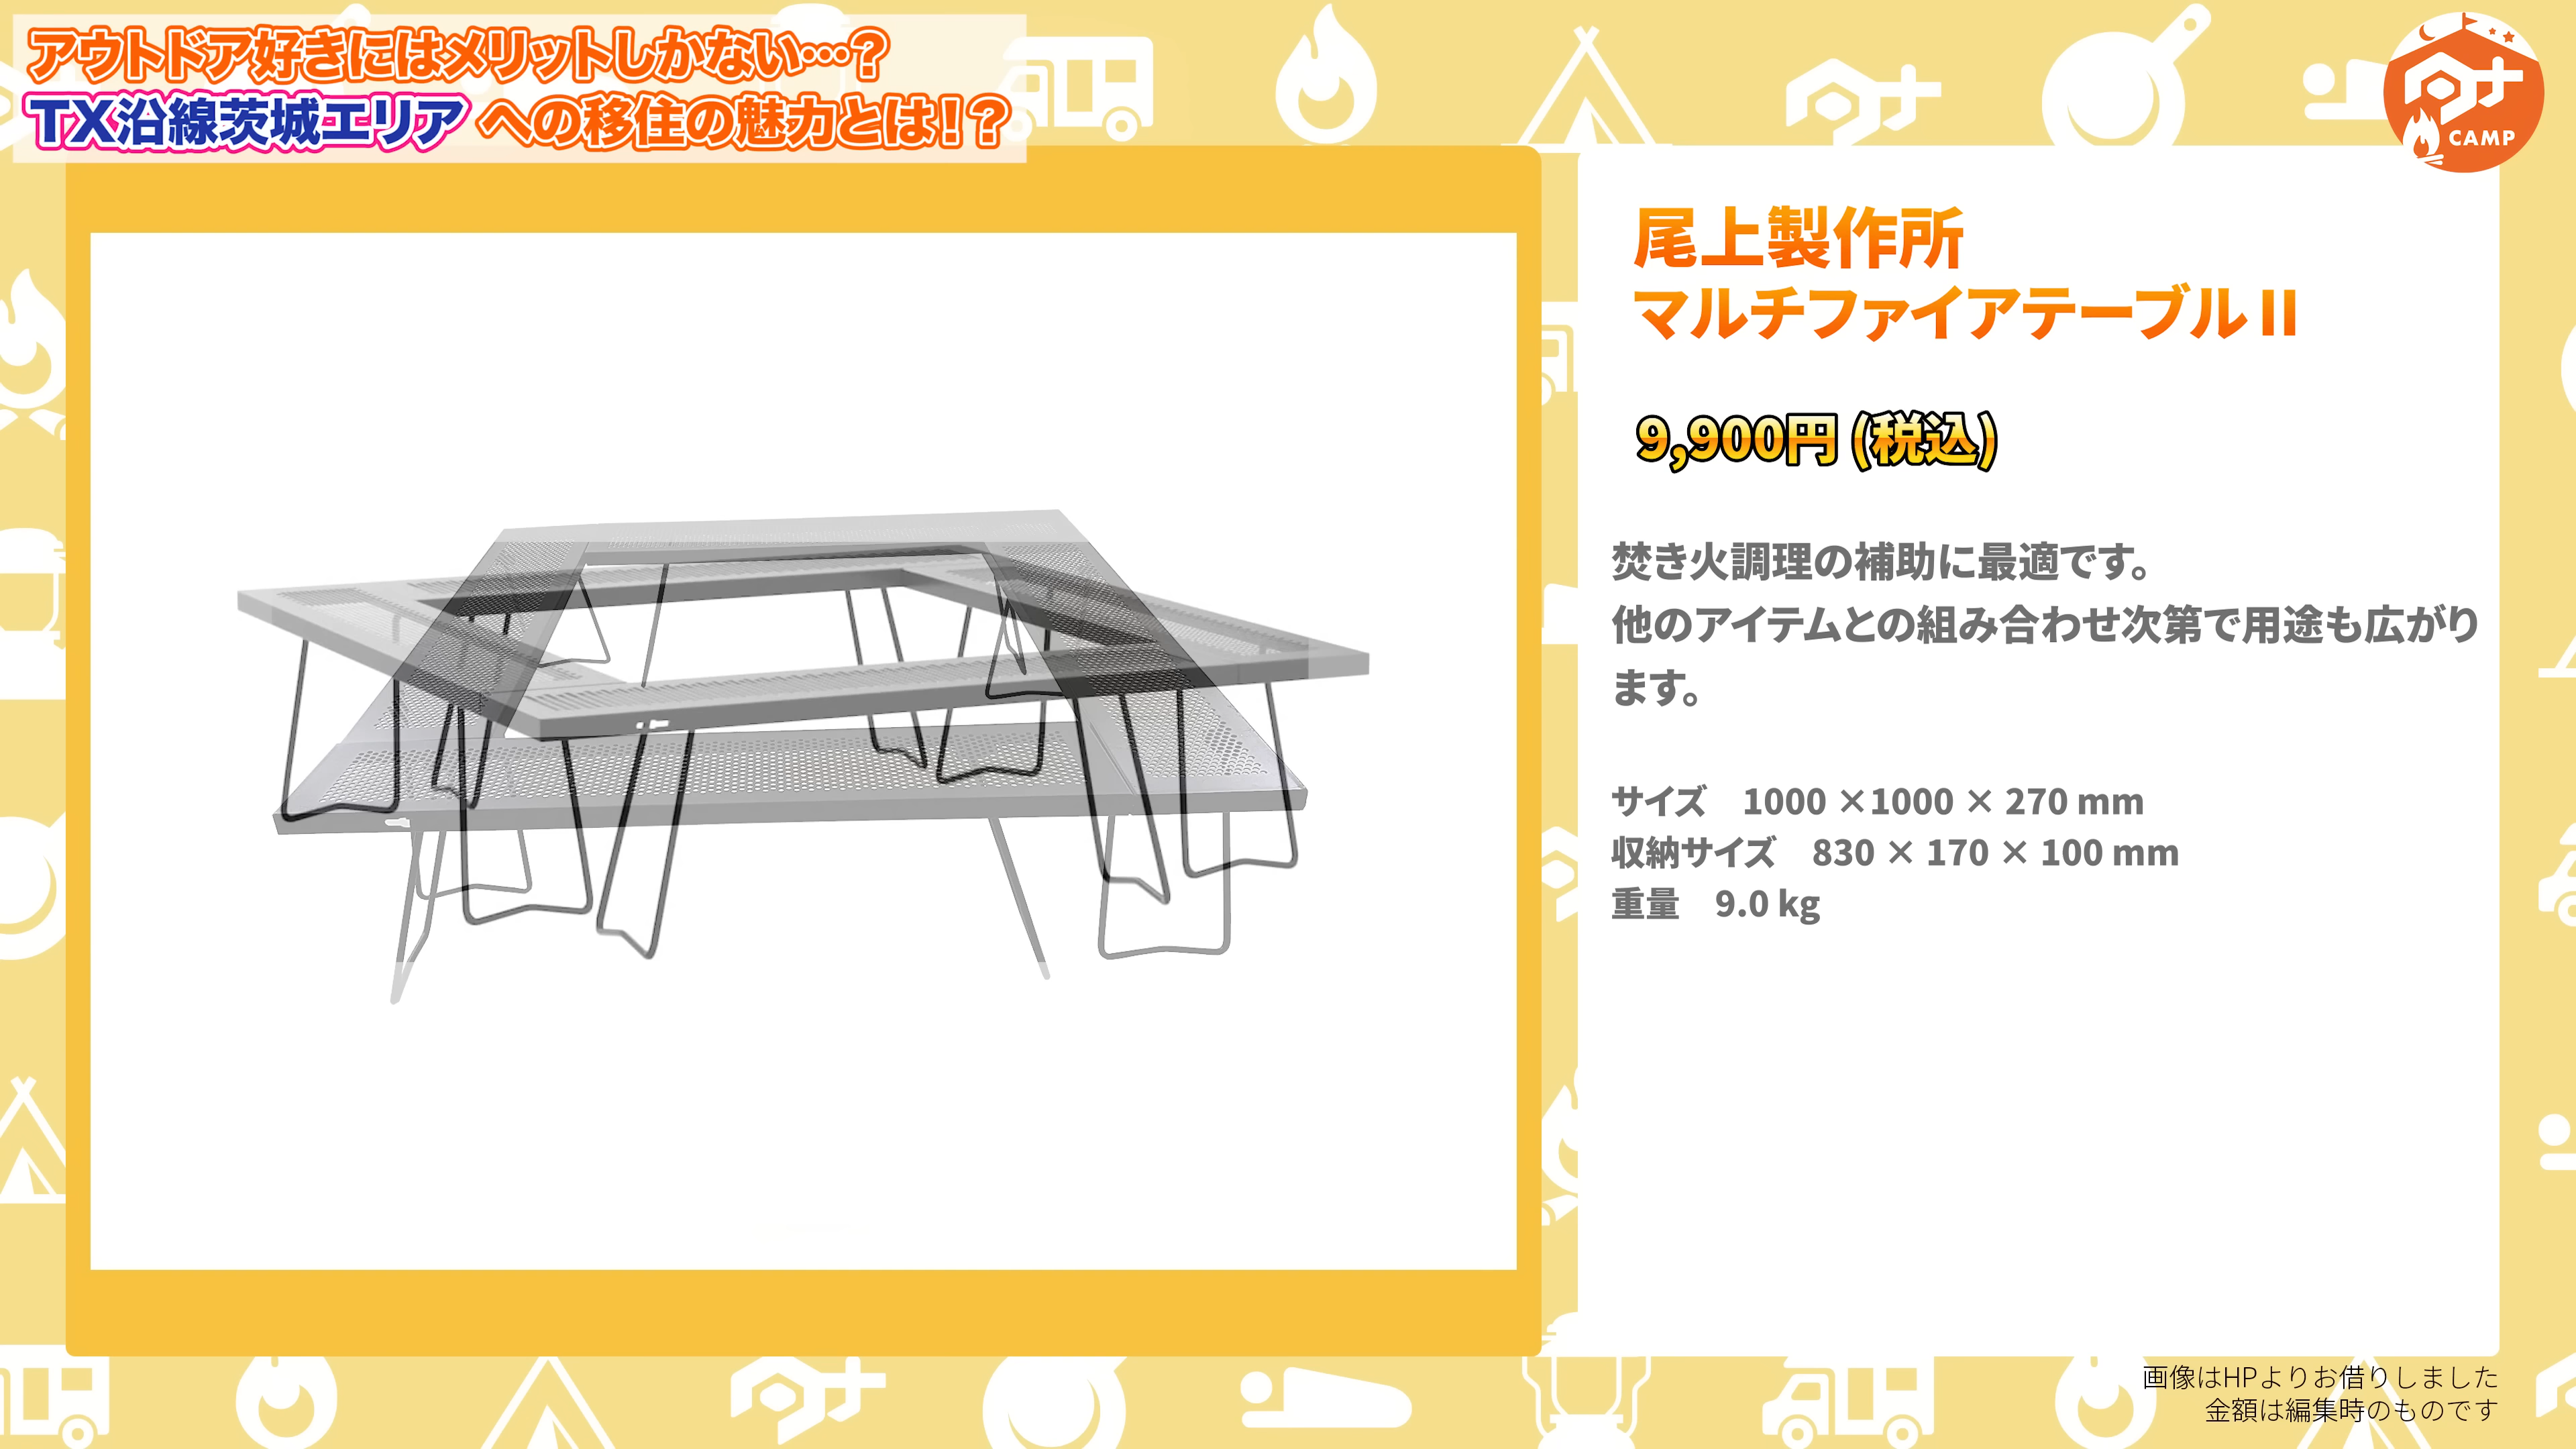 アウトドア好きにはメリットしかない…？
TX沿線茨城エリアへの移住の魅力とは！？
CAMP
尾上製作所
マルチファイアテーブルⅡ
9,900円 (税込)
焚き火調理の補助に最適です。
他のアイテムとの組み合わせ次第で用途も広がり
ます。
サイズ　1000 ×1000 × 270 mm
収納サイズ　830 × 170 × 100 mm
重量　9.0 kg
画像はHPよりお借りしました
金額は編集時のものです